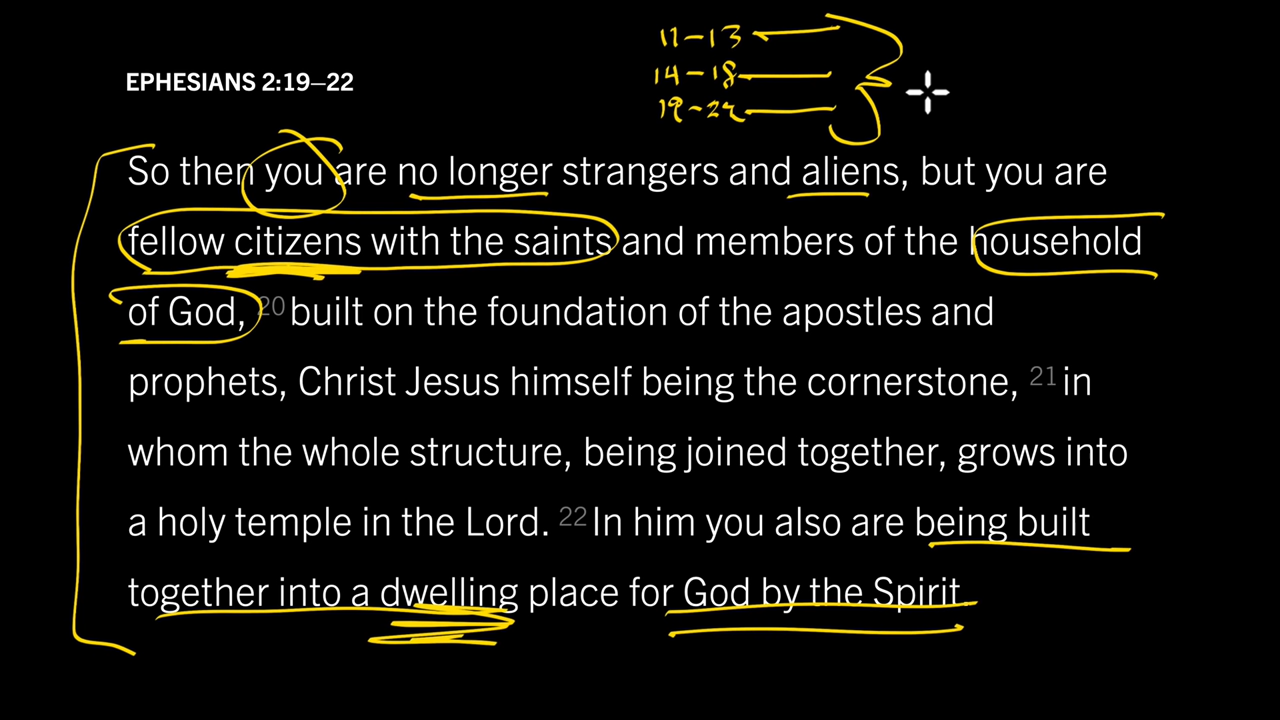 11-13
14-18
19-22
EPHESIANS 2:19–22
So then you are no longer strangers and aliens, but you are
fellow citizens with the saints and members of the household
of God, 20 built on the foundation of the apostles and
prophets, Christ Jesus himself being the cornerstone, 21 in
whom the whole structure, being joined together, grows into
a holy temple in the Lord. 22 In him you also are being built
together into a dwelling place for God by the Spirit.